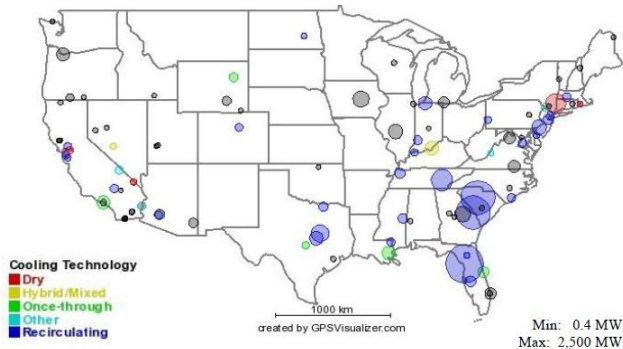 Cooling Technology
Dry
Hybrid/Mixed
Once-through
Other
Recirculating
1000 km
created by GPSVisualizer.com
Min: 0.4 MW
Max: 2,500 MW